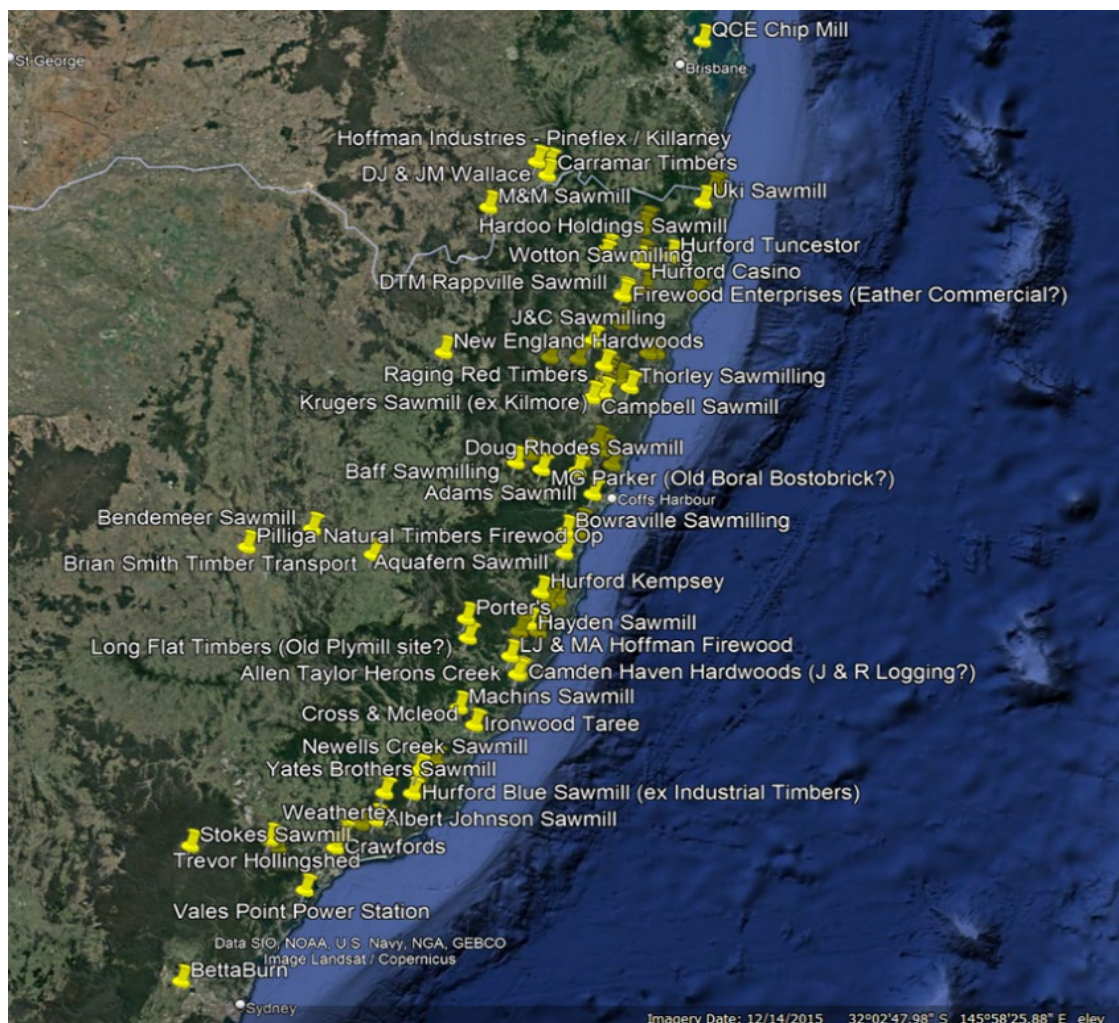 QCE Chip Mill
St George
Brisbane
Hoffman Industries - Pineflex / Killarney
Carramar Timbers
DJ & JM Wallace
M&M Sawmill
Uki Sawmill
Hardoo Holdings Sawmill
Hurford Tuncestor
Wotton Sawmilling
Hurford Casino
DTM Rappville Sawmill
Firewood Enterprises (Eather Commercial?)
J&C Sawmilling
New England Hardwoods
Raging Red Timbers
Thorley Sawmilling
Krugers Sawmill (ex Kilmore)
Campbell Sawmill
Doug Rhodes Sawmill
Baff Sawmilling
MG Parker (Old Boral Bostobrick?)
Adams Sawmill
Coffs Harbour
Bendemeer Sawmill
Bowraville Sawmilling
Pilliga Natural Timbers Firewod Op
Brian Smith Timber Transport
Aquafern Sawmill
Hurford Kempsey
Porter's
Hayden Sawmill
Long Flat Timbers (Old Plymill site?)
LJ & MA Hoffman Firewood
Allen Taylor Herons Creek
Camden Haven Hardwoods (J & R Logging?)
Machins Sawmill
Cross & Mcleod
Ironwood Taree
Newells Creek Sawmill
Yates Brothers Sawmill
Hurford Blue Sawmill (ex Industrial Timbers)
Weathertex
Albert Johnson Sawmill
Stokes Sawmill
Crawfords
Trevor Hollingshed
Vales Point Power Station
Data SIO, NOAA, U.S. Navy, NGA, GEBCO
Image Landsat / Copernicus
BettaBurn
Sydney
Imagery Date: 12/14/2015 32°02'47.98" S 145°58'25.88" E elev